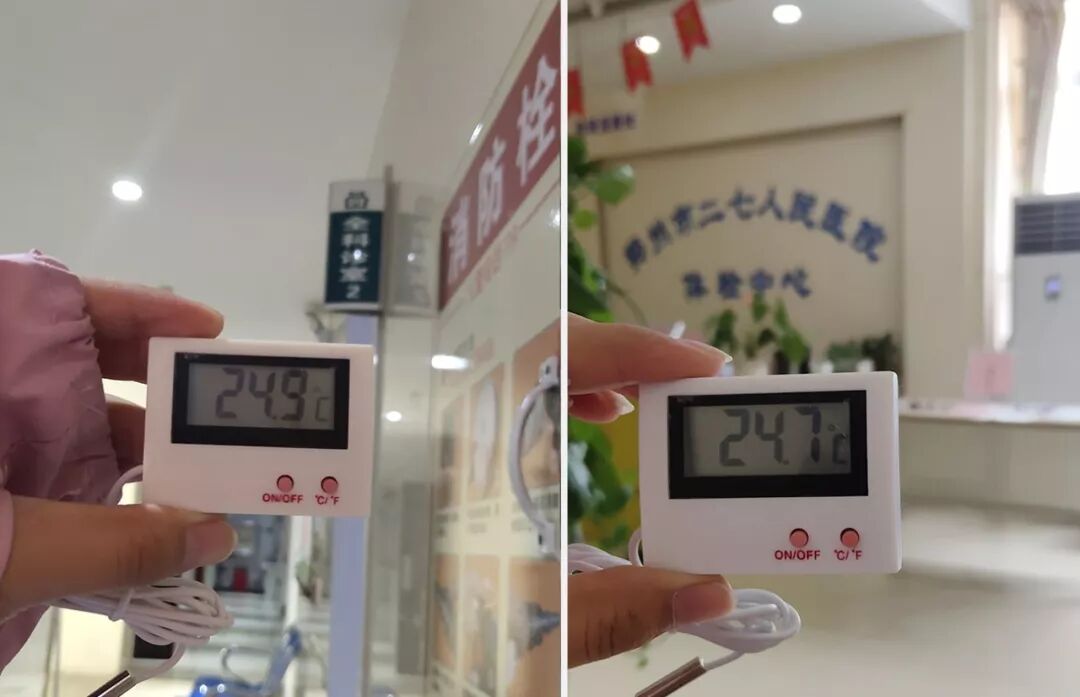 消防栓
全科诊室2
24.9°C
ON/OFF °C/°F
郑州市二七人民医院
体检中心
24.7°C
ON/OFF °C/°F